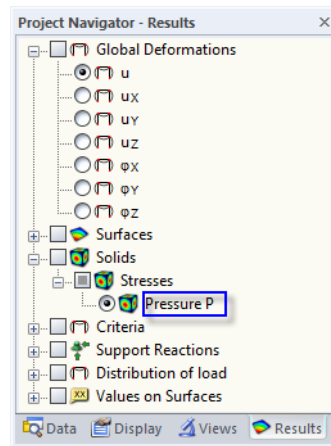 Project Navigator - Results
Global Deformations
u
uX
uY
uZ
φX
φY
φZ
Surfaces
Solids
Stresses
Pressure P
Criteria
Support Reactions
Distribution of load
xx Values on Surfaces
Data Display Views Results